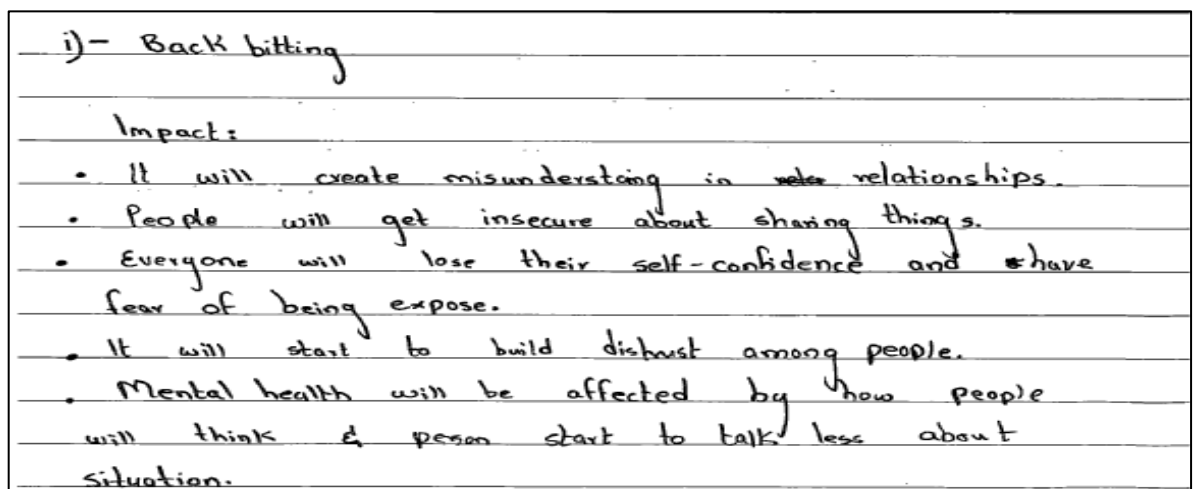 i)- Back bitting
Impact:
• It will create misunderstaing in relationships.
• People will get insecure about sharing things.
• Everyone will lose their self-confidence and have
fear of being expose.
• It will start to build distrust among people.
• Mental health will be affected by how people
will think & person start to talk less about
situation.